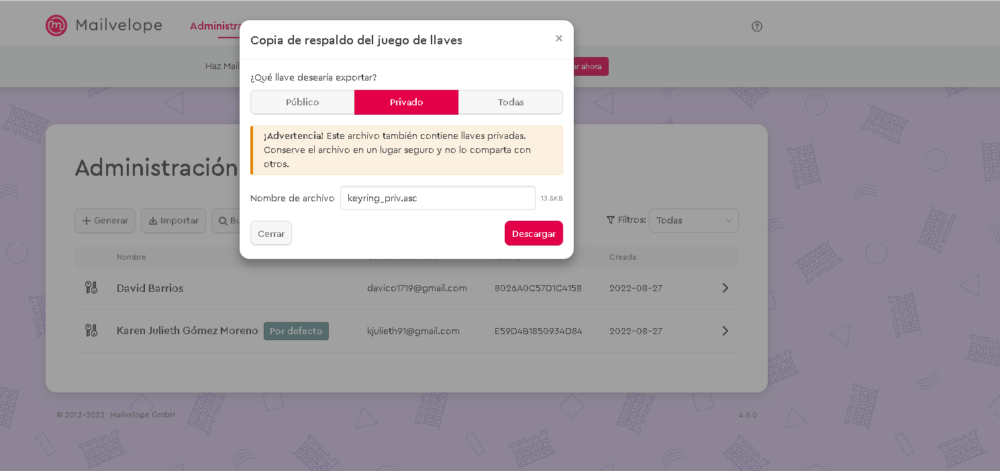 Mailvelope
Administra
Copia de respaldo del juego de llaves
×
?
Haz Mail
ar ahora
¿Qué llave desearía exportar?
Público
Privado
Todas
¡Advertencia! Este archivo también contiene llaves privadas.
Conserve el archivo en un lugar seguro y no lo comparta con
otros.
Administración
Nombre de archivo
keyring_priv.asc
13.5KB
Generar
Importar
Bu
Filtros:
Todas
Cerrar
Descargar
Nombre
Creada
David Barrios
davico1719@gmail.com
8026A0C57D1C4158
2022-08-27
Karen Julieth Gómez Moreno
Por defecto
kjulieth91@gmail.com
E59D4B1850934D84
2022-08-27
© 2012-2022 Mailvelope GmbH
4.6.0